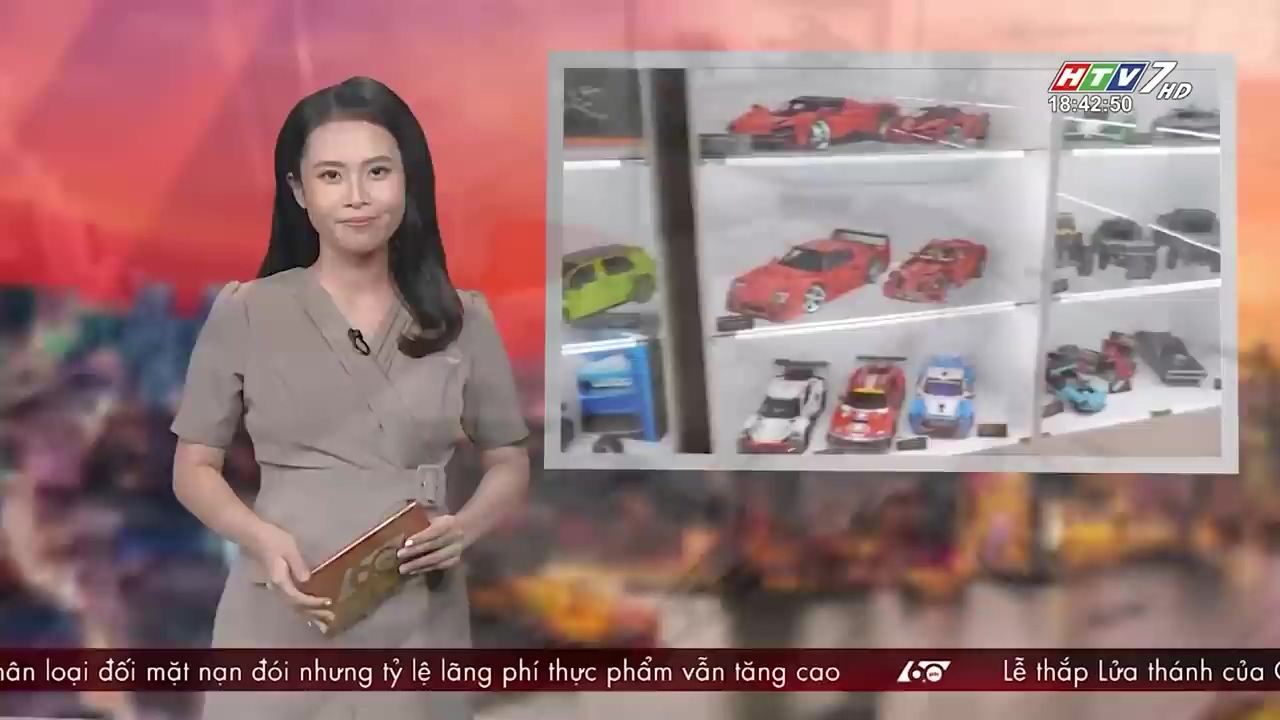 HTV7 HD
18:42:50
hân loại đối mặt nạn đói nhưng tỷ lệ lãng phí thực phẩm vẫn tăng cao
60
Lễ thắp Lửa thánh của